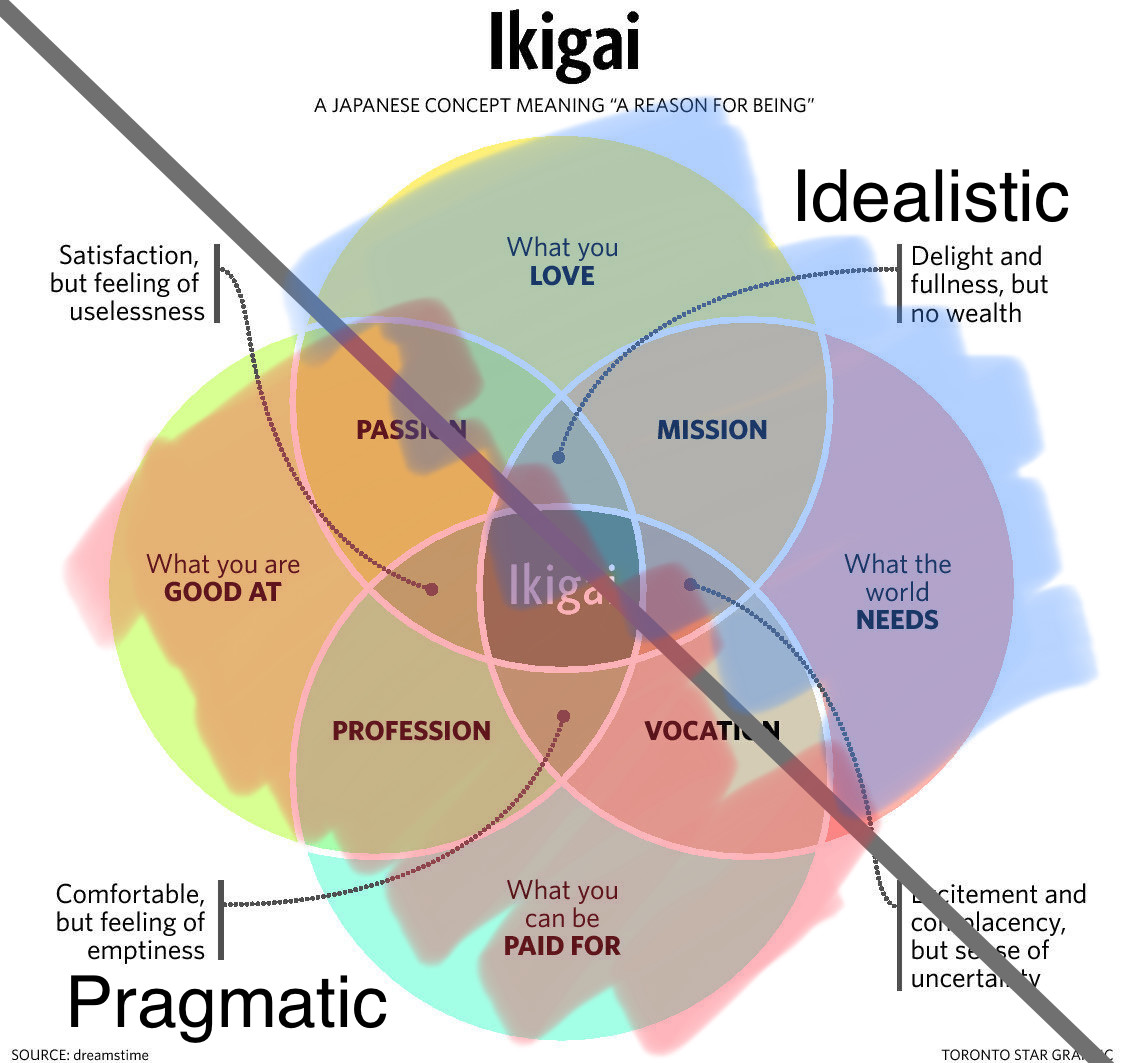 Ikigai
A JAPANESE CONCEPT MEANING “A REASON FOR BEING”
Idealistic
Satisfaction,
but feeling of
uselessness
What you
LOVE
Delight and
fullness, but
no wealth
PASSION
MISSION
What you are
GOOD AT
Ikigai
What the
world
NEEDS
PROFESSION
VOCATION
Comfortable,
but feeling of
emptiness
What you
can be
PAID FOR
Excitement and
complacency,
but sense of
uncertainty
Pragmatic
SOURCE: dreamstime
TORONTO STAR GRAPHIC